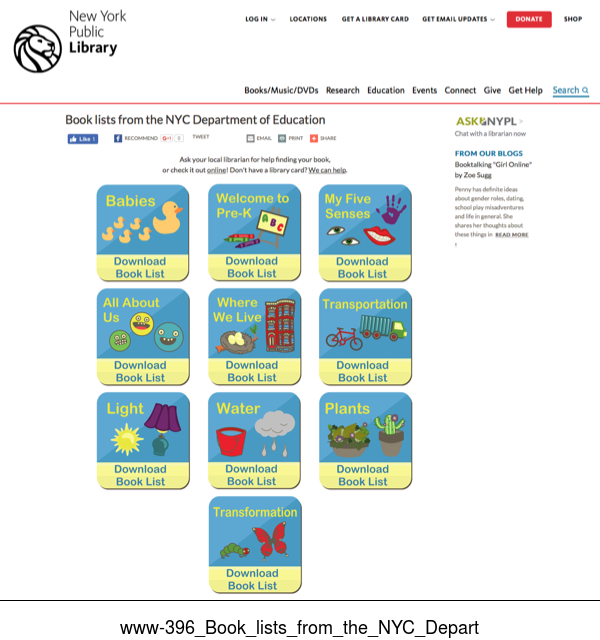 New York
Public
Library
LOG IN
LOCATIONS
GET A LIBRARY CARD
GET EMAIL UPDATES
DONATE
SHOP
Books/Music/DVDs Research Education Events Connect Give Get Help Search
Book lists from the NYC Department of Education
Like 1
RECOMMEND
G+1
0
TWEET
EMAIL
PRINT
SHARE
Ask your local librarian for help finding your book,
or check it out online! Don't have a library card? We can help.
ASK NYPL >
Chat with a librarian now
FROM OUR BLOGS
Booktalking "Girl Online"
by Zoe Sugg
Penny has definite ideas
about gender roles, dating,
school play misadventures
and life in general. She
shares her thoughts about
these things in READ MORE
Babies
Download
Book List
Welcome to
Pre-K
A B C
Download
Book List
My Five
Senses
Download
Book List
All About
Us
Download
Book List
Where
We Live
Download
Book List
Transportation
Download
Book List
Light
Download
Book List
Water
Download
Book List
Plants
Download
Book List
Transformation
Download
Book List
www-396_Book_lists_from_the_NYC_Depart